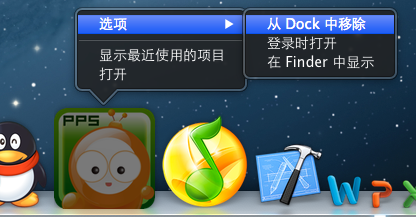 选项
从 Dock 中移除
登录时打开
在 Finder 中显示
显示最近使用的项目
打开
PPS
W P X